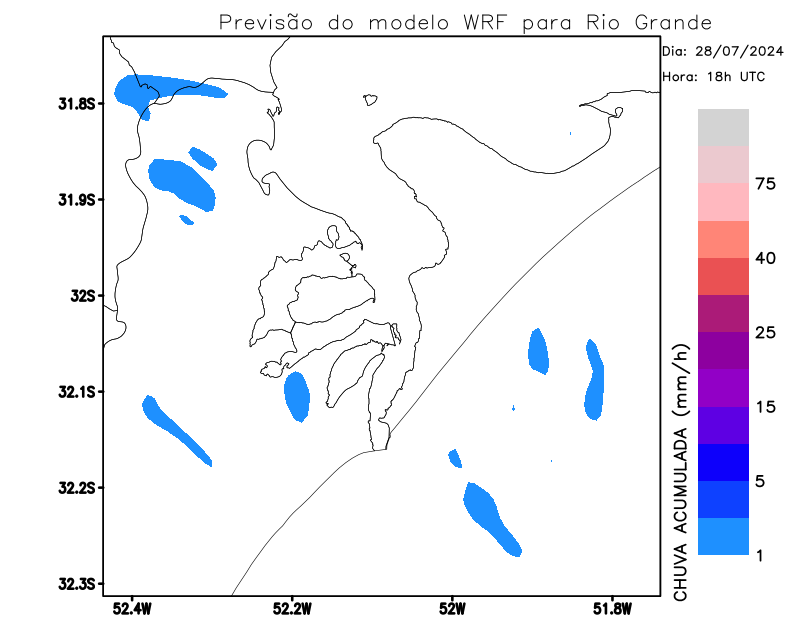 Previsão do modelo WRF para Rio Grande
Dia: 28/07/2024
Hora: 18h UTC
31.8S
31.9S
32S
32.1S
32.2S
32.3S
52.4W
52.2W
52W
51.8W
75
40
25
15
5
1
CHUVA ACUMULADA (mm/h)